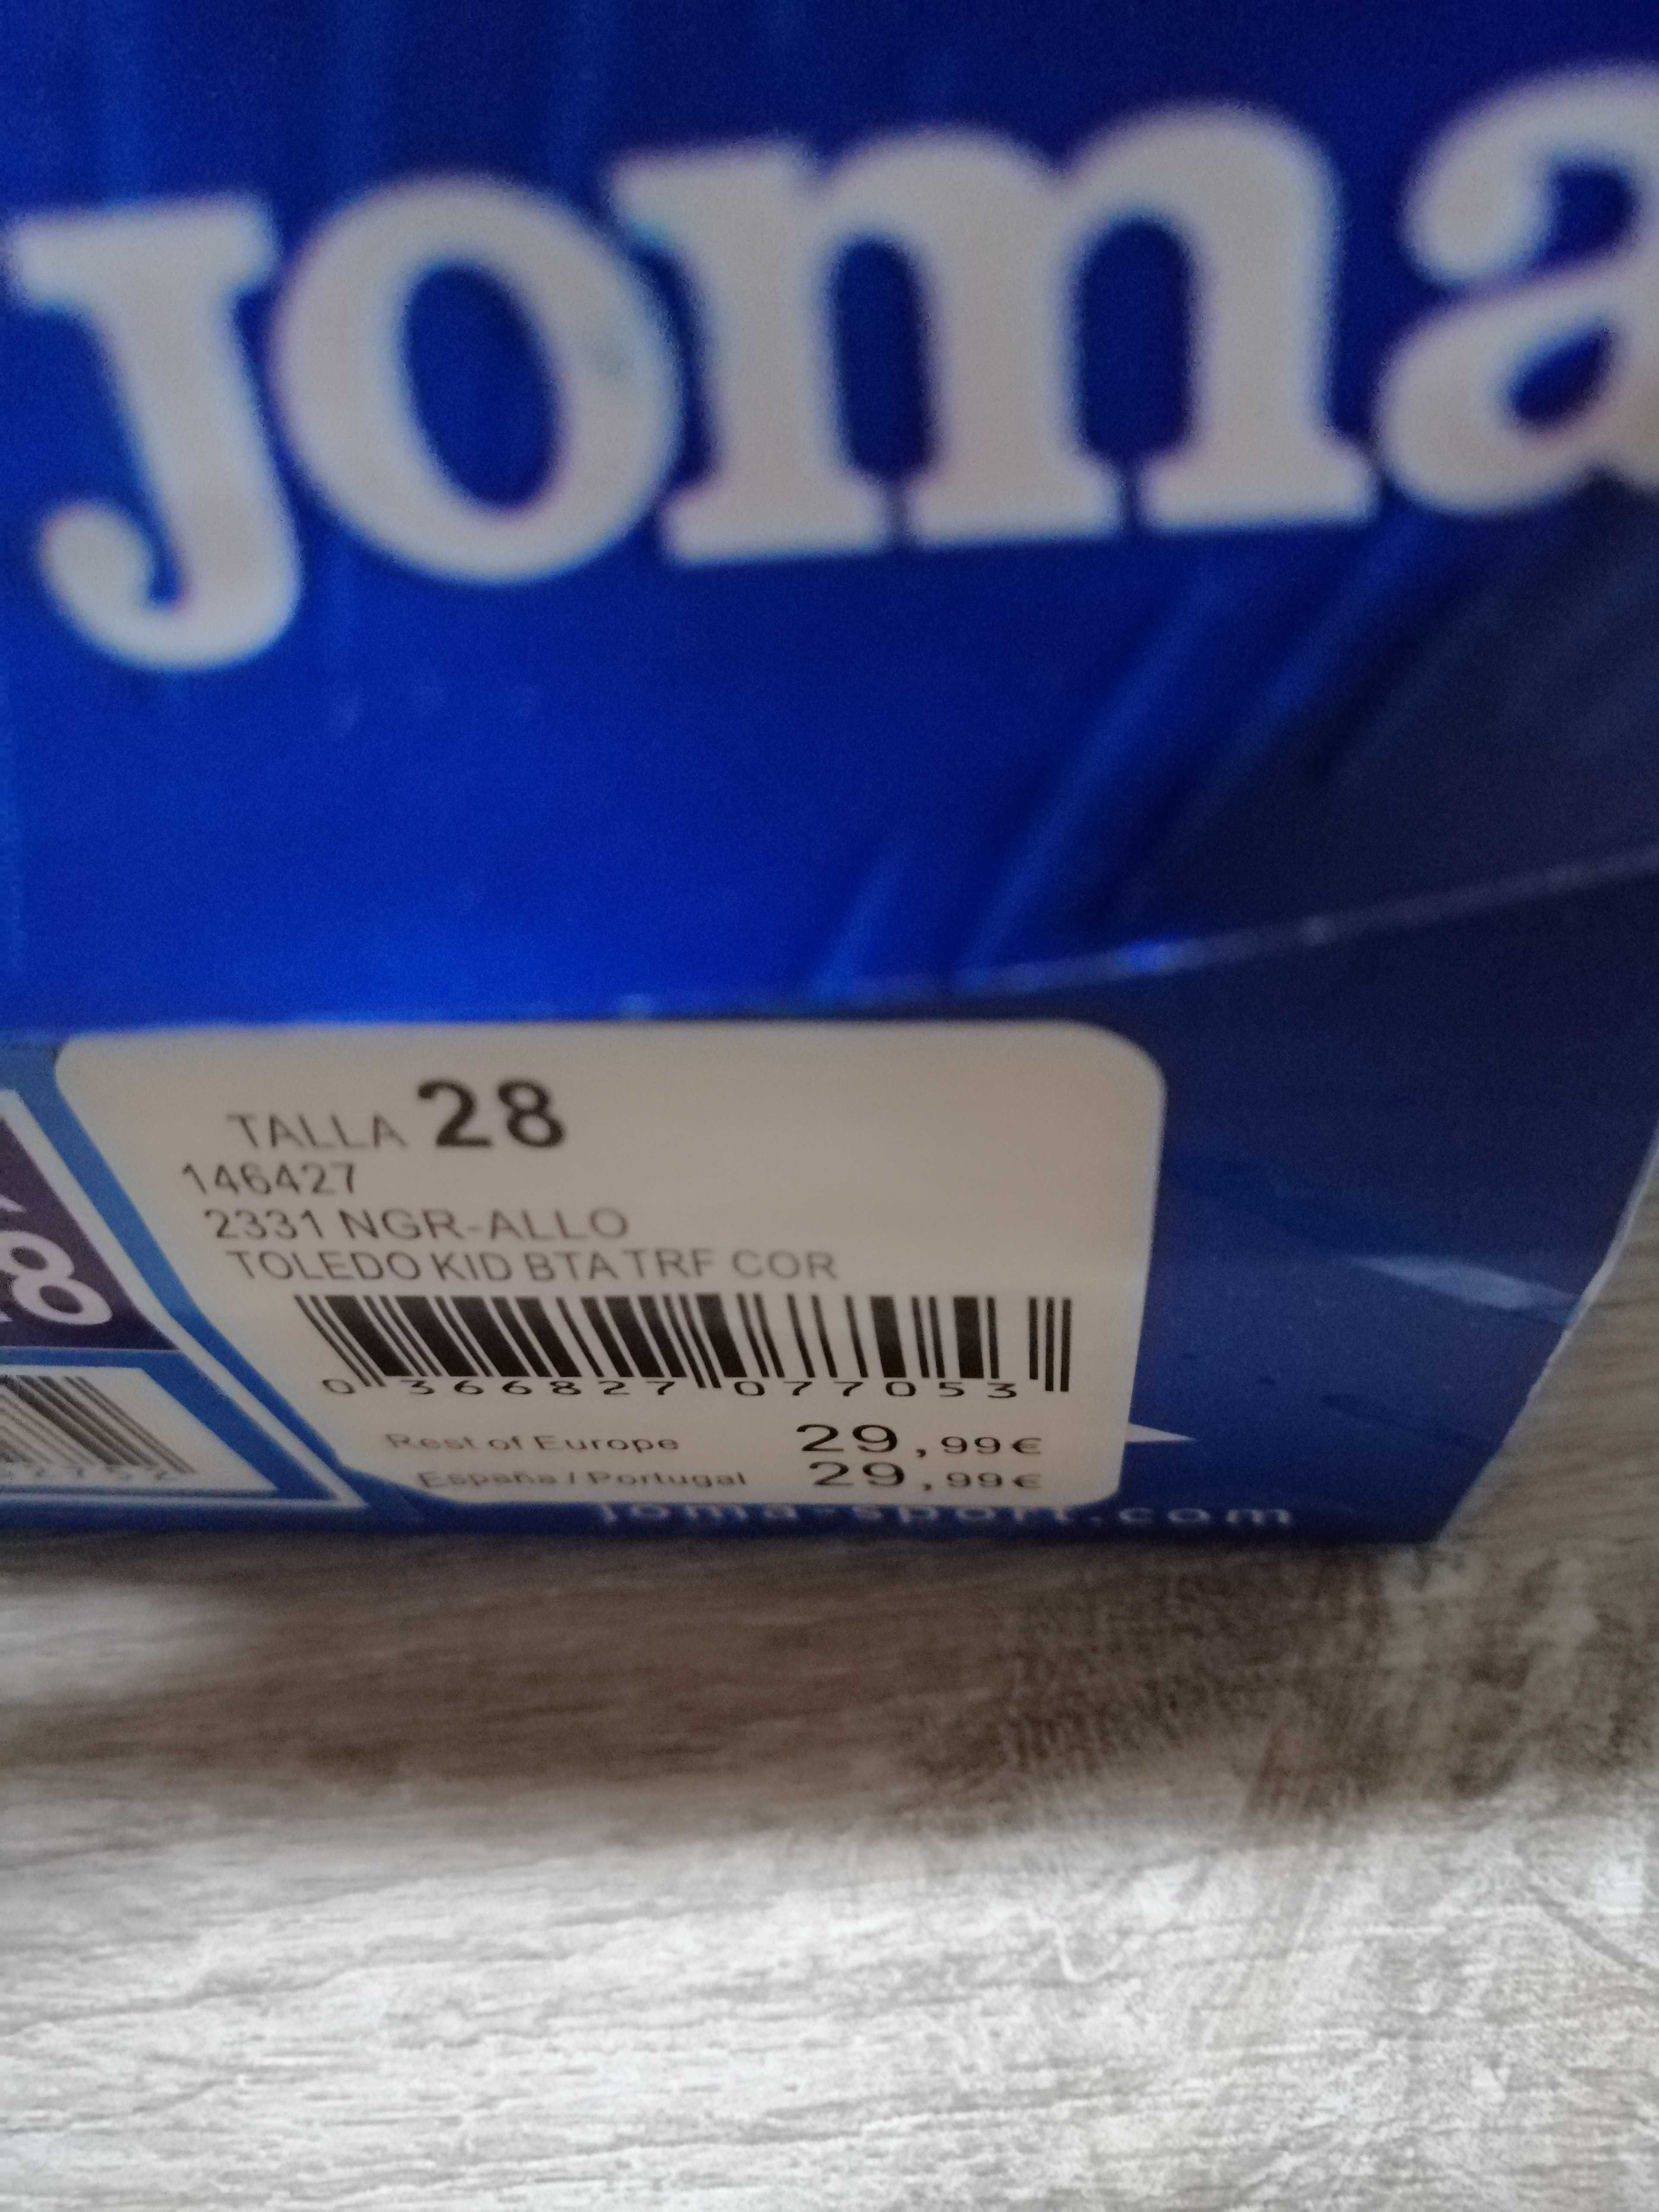 Joma
TALLA 28
146427
2331 NGR-ALLO
TOLEDO KID BTA TRF COR
0 366827 077053
Rest of Europe 29,99€
España / Portugal 29,99€
joma-sport.com